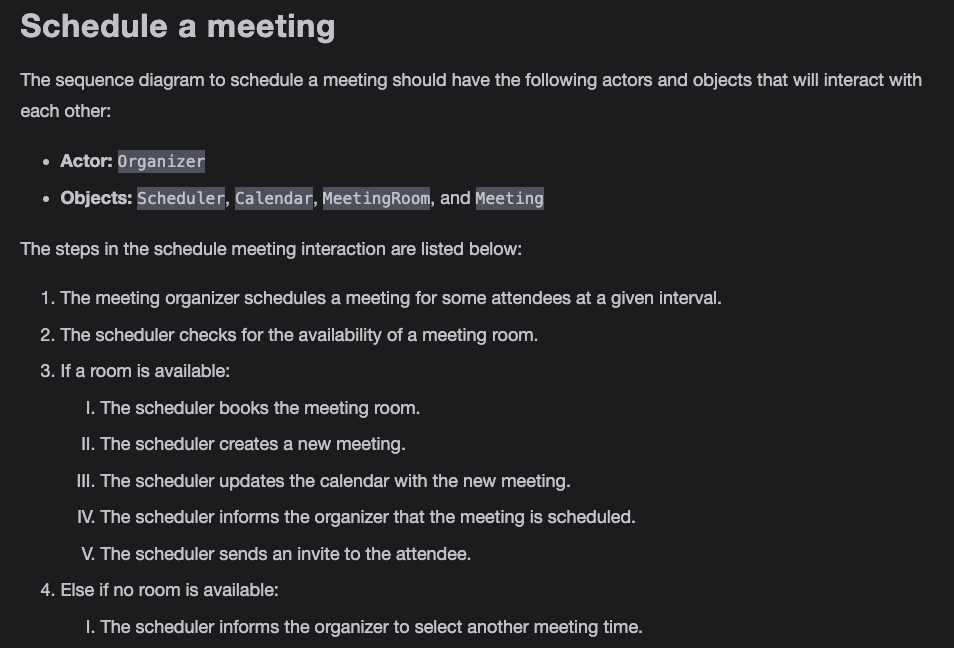 Schedule a meeting
The sequence diagram to schedule a meeting should have the following actors and objects that will interact with
each other:
• Actor: Organizer
• Objects: Scheduler, Calendar, MeetingRoom, and Meeting
The steps in the schedule meeting interaction are listed below:
1. The meeting organizer schedules a meeting for some attendees at a given interval.
2. The scheduler checks for the availability of a meeting room.
3. If a room is available:
I. The scheduler books the meeting room.
II. The scheduler creates a new meeting.
III. The scheduler updates the calendar with the new meeting.
IV. The scheduler informs the organizer that the meeting is scheduled.
V. The scheduler sends an invite to the attendee.
4. Else if no room is available:
I. The scheduler informs the organizer to select another meeting time.